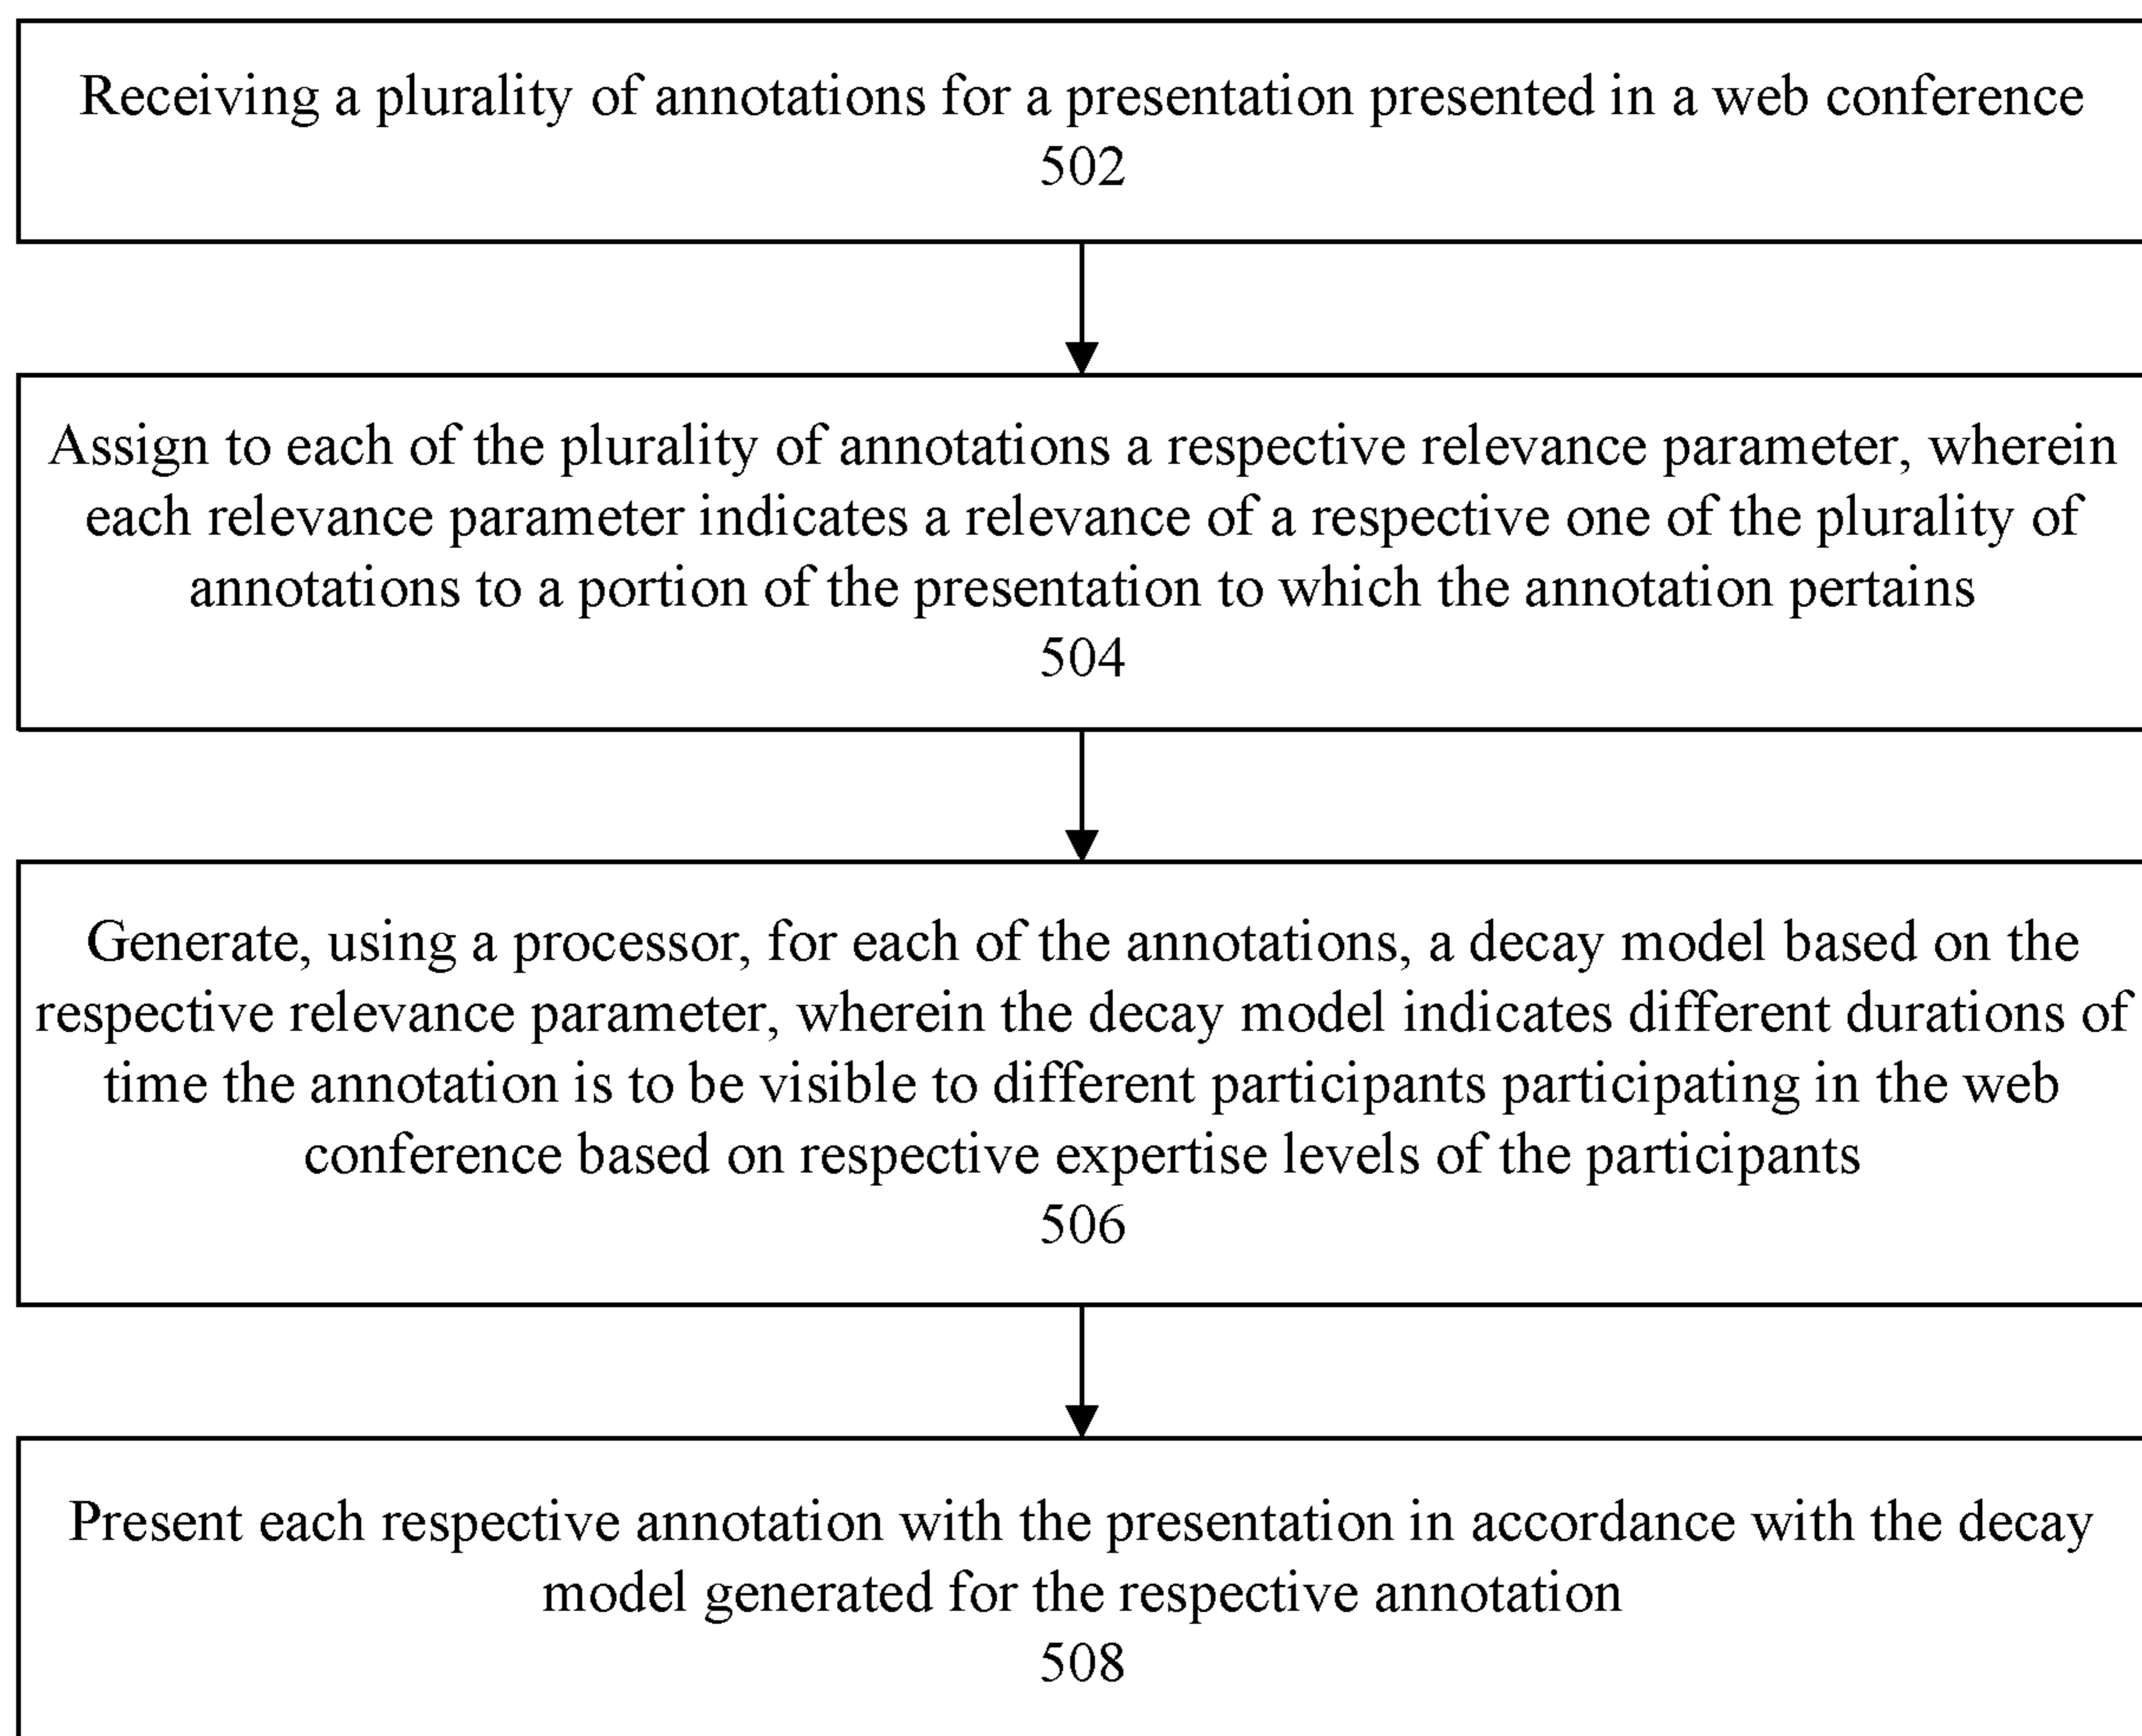 Receiving a plurality of annotations for a presentation presented in a web conference
502
Assign to each of the plurality of annotations a respective relevance parameter, wherein
each relevance parameter indicates a relevance of a respective one of the plurality of
annotations to a portion of the presentation to which the annotation pertains
504
Generate, using a processor, for each of the annotations, a decay model based on the
respective relevance parameter, wherein the decay model indicates different durations of
time the annotation is to be visible to different participants participating in the web
conference based on respective expertise levels of the participants
506
Present each respective annotation with the presentation in accordance with the decay
model generated for the respective annotation
508